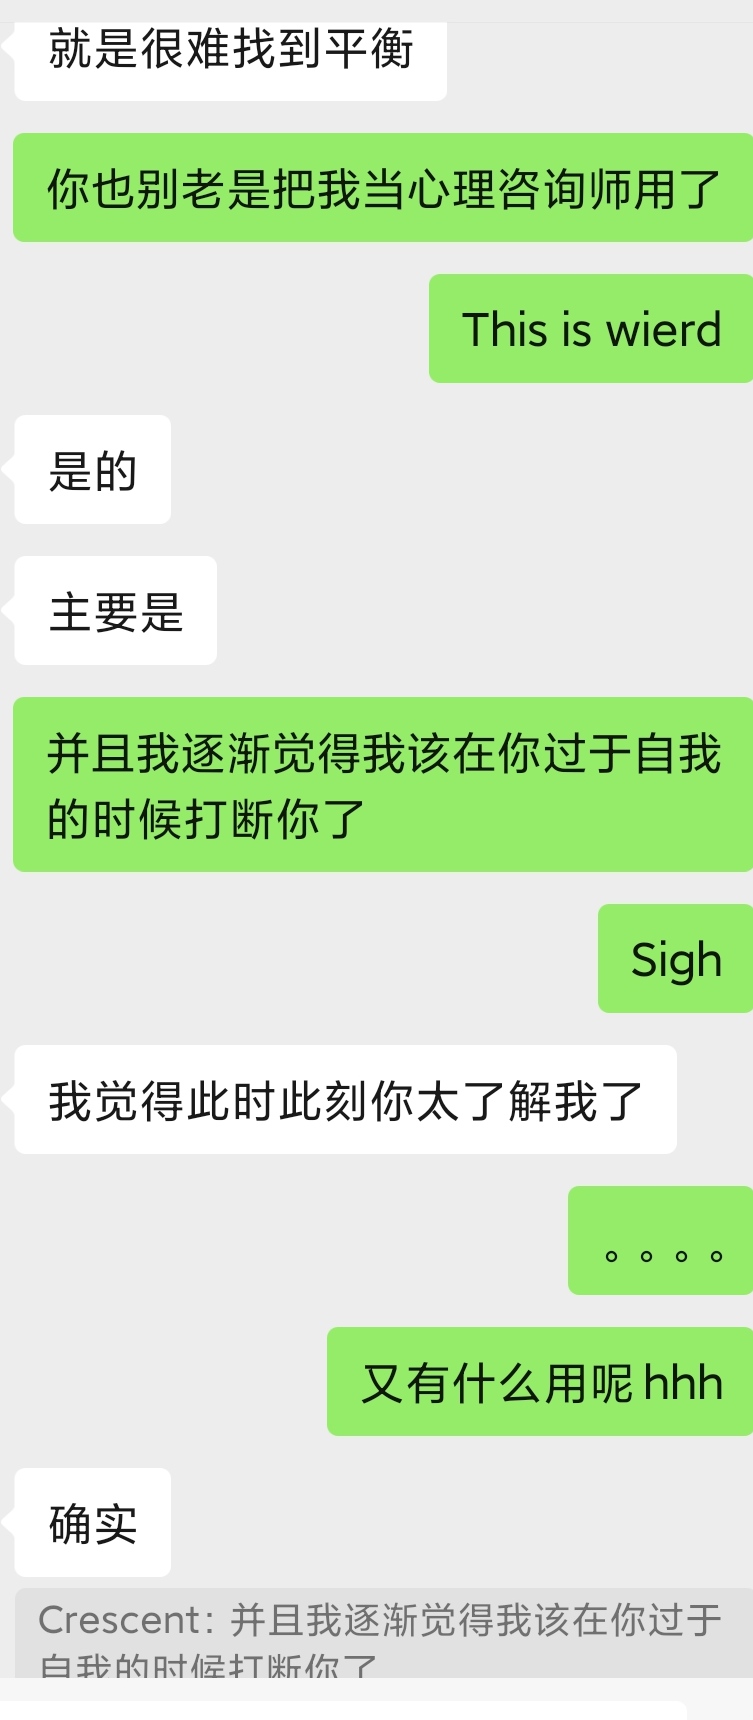 就是很难找到平衡
你也别老是把我当心理咨询师用了
This is wierd
是的
主要是
并且我逐渐觉得我该在你过于自我
的时候打断你了
Sigh
我觉得此时此刻你太了解我了
。。。。
又有什么用呢 hhh
确实
Crescent: 并且我逐渐觉得我该在你过于
自我的时候打断你了